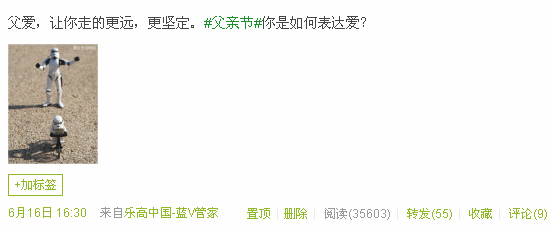 父爱，让你走的更远，更坚定。#父亲节#你是如何表达爱？
+加标签
6月16日 16:30 来自乐高中国-蓝V管家 置顶 | 删除 | 阅读(35603) | 转发(55) | 收藏 | 评论(9)